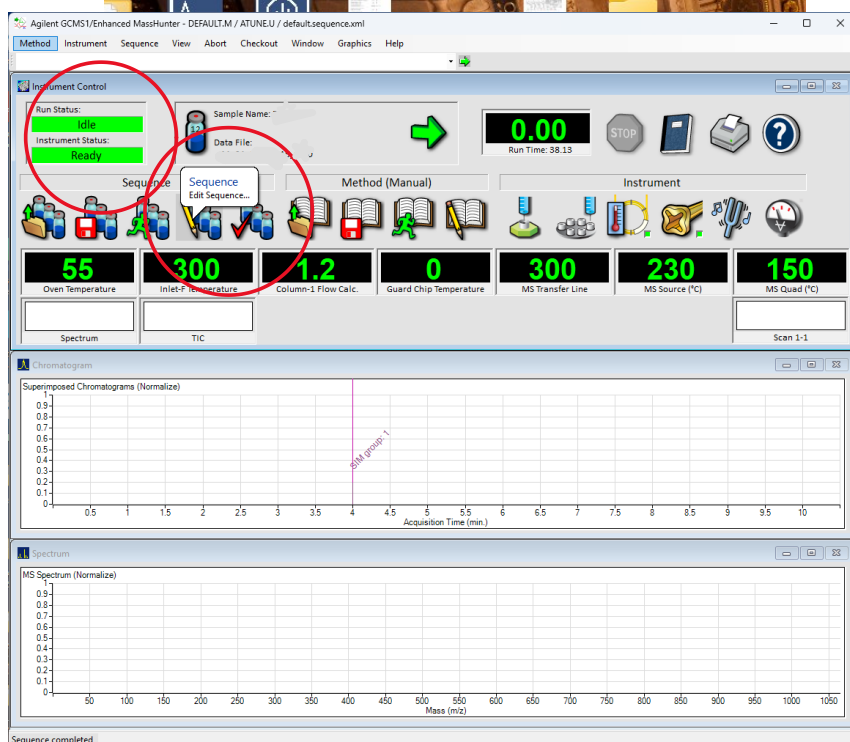 Agilent GCMS1/Enhanced MassHunter - DEFAULT.M / ATUNE.U / default.sequence.xml
Method Instrument Sequence View Abort Checkout Window Graphics Help
Instrument Control
Run Status:
Idle
Instrument Status:
Ready
12
Sample Name:
Data File:
0.00
Run Time: 38.13
STOP
?
Sequence
Method (Manual)
Instrument
Sequence
Edit Sequence...
55
Oven Temperature
300
Inlet-F Temperature
1.2
Column-1 Flow Calc.
0
Guard Chip Temperature
300
MS Transfer Line
230
MS Source (°C)
150
MS Quad (°C)
Spectrum
TIC
Scan 1-1
Chromatogram
Superimposed Chromatograms (Normalize)
1
0.9
0.8
0.7
0.6
0.5
0.4
0.3
0.2
0.1
0
SIM group: 1
0.5 1 1.5 2 2.5 3 3.5 4 4.5 5 5.5 6 6.5 7 7.5 8 8.5 9 9.5 10
Acquisition Time (min.)
Spectrum
MS Spectrum (Normalize)
1
0.9
0.8
0.7
0.6
0.5
0.4
0.3
0.2
0.1
0
50 100 150 200 250 300 350 400 450 500 550 600 650 700 750 800 850 900 950 1000 1050
Mass (m/z)
Sequence completed